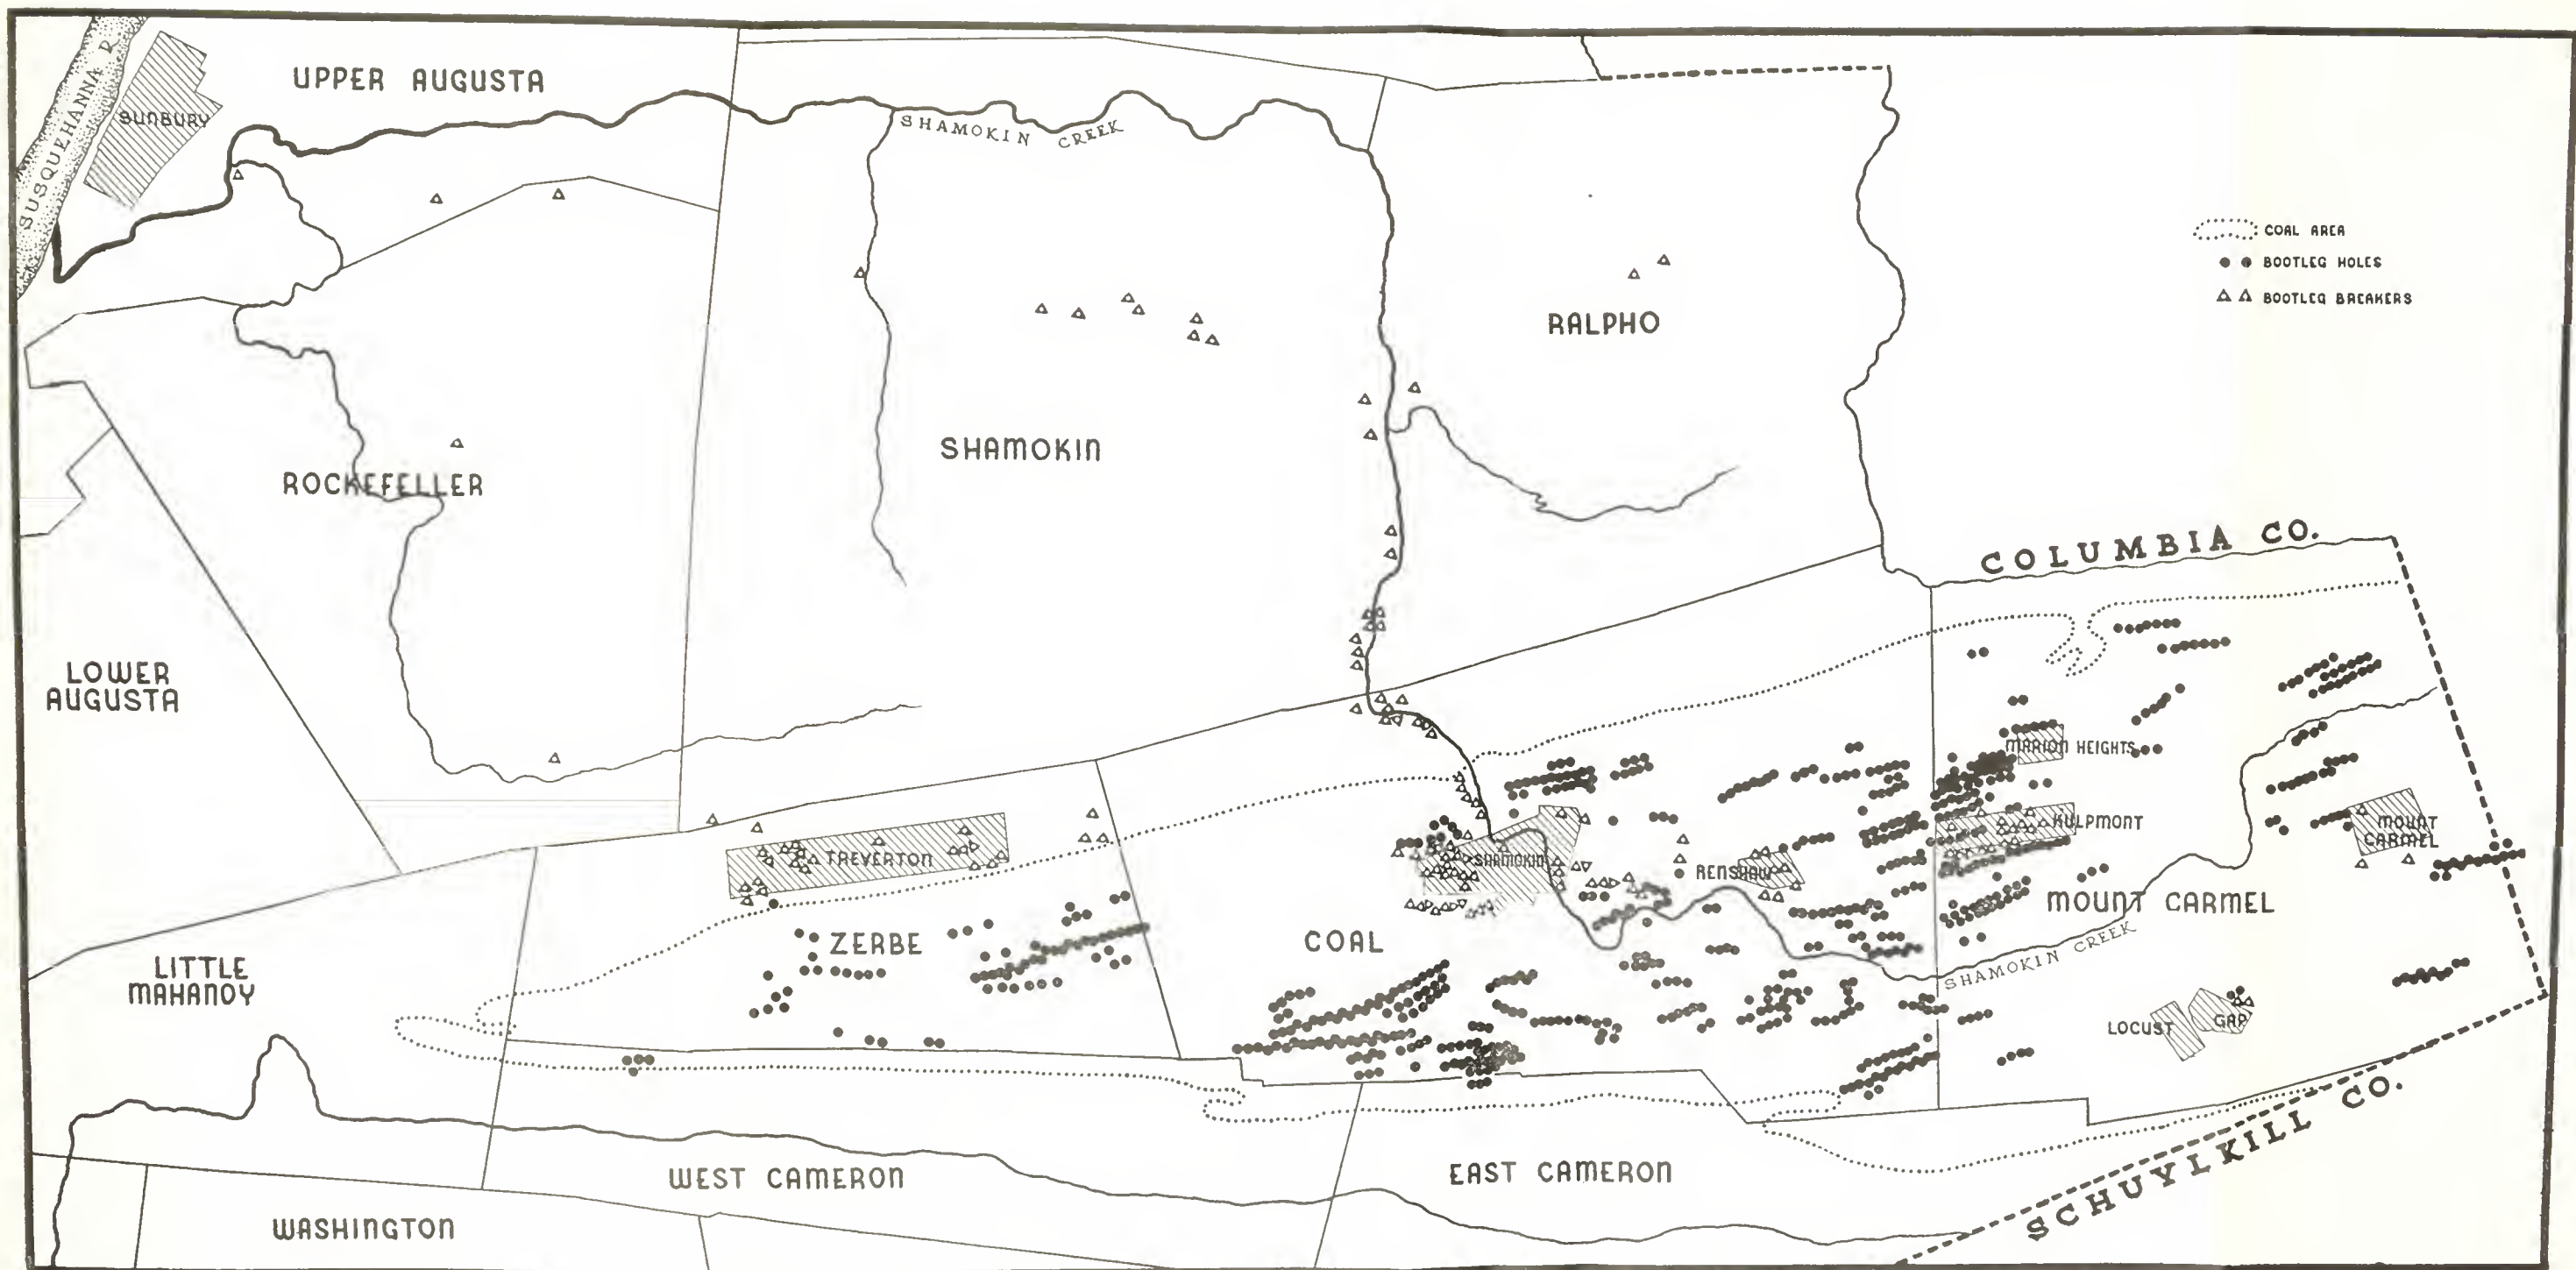 UPPER AUGUSTA
SUSQUEHANNA R
SUNBURY
SHAMOKIN CREEK
COAL AREA
BOOTLEG HOLES
BOOTLEG BREAKERS
RALPHO
SHAMOKIN
ROCKEFELLER
COLUMBIA CO.
LOWER
AUGUSTA
MARION HEIGHTS
KULPMONT
MOUNT
CARMEL
TREVERTON
SHAMOKIN
RENSHAW
MOUNT CARMEL
ZERBE
COAL
SHAMOKIN CREEK
LITTLE
MAHANOY
LOCUST GAP
WEST CAMERON
EAST CAMERON
SCHUYLKILL CO.
WASHINGTON